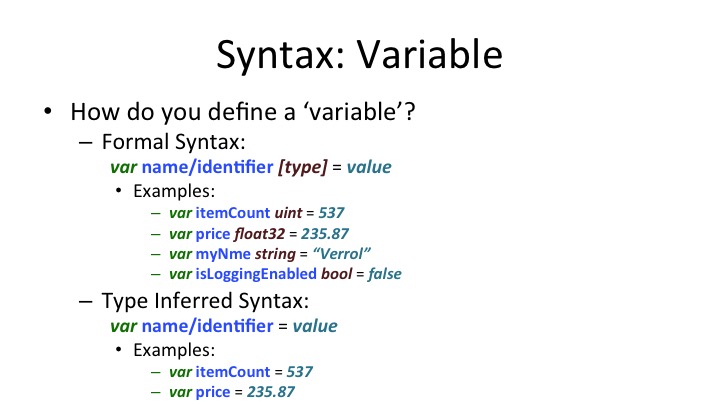 Syntax: Variable
• How do you define a ‘variable’?
– Formal Syntax:
var name/identifier [type] = value
• Examples:
– var itemCount uint = 537
– var price float32 = 235.87
– var myNme string = “Verrol”
– var isLoggingEnabled bool = false
– Type Inferred Syntax:
var name/identifier = value
• Examples:
– var itemCount = 537
– var price = 235.87